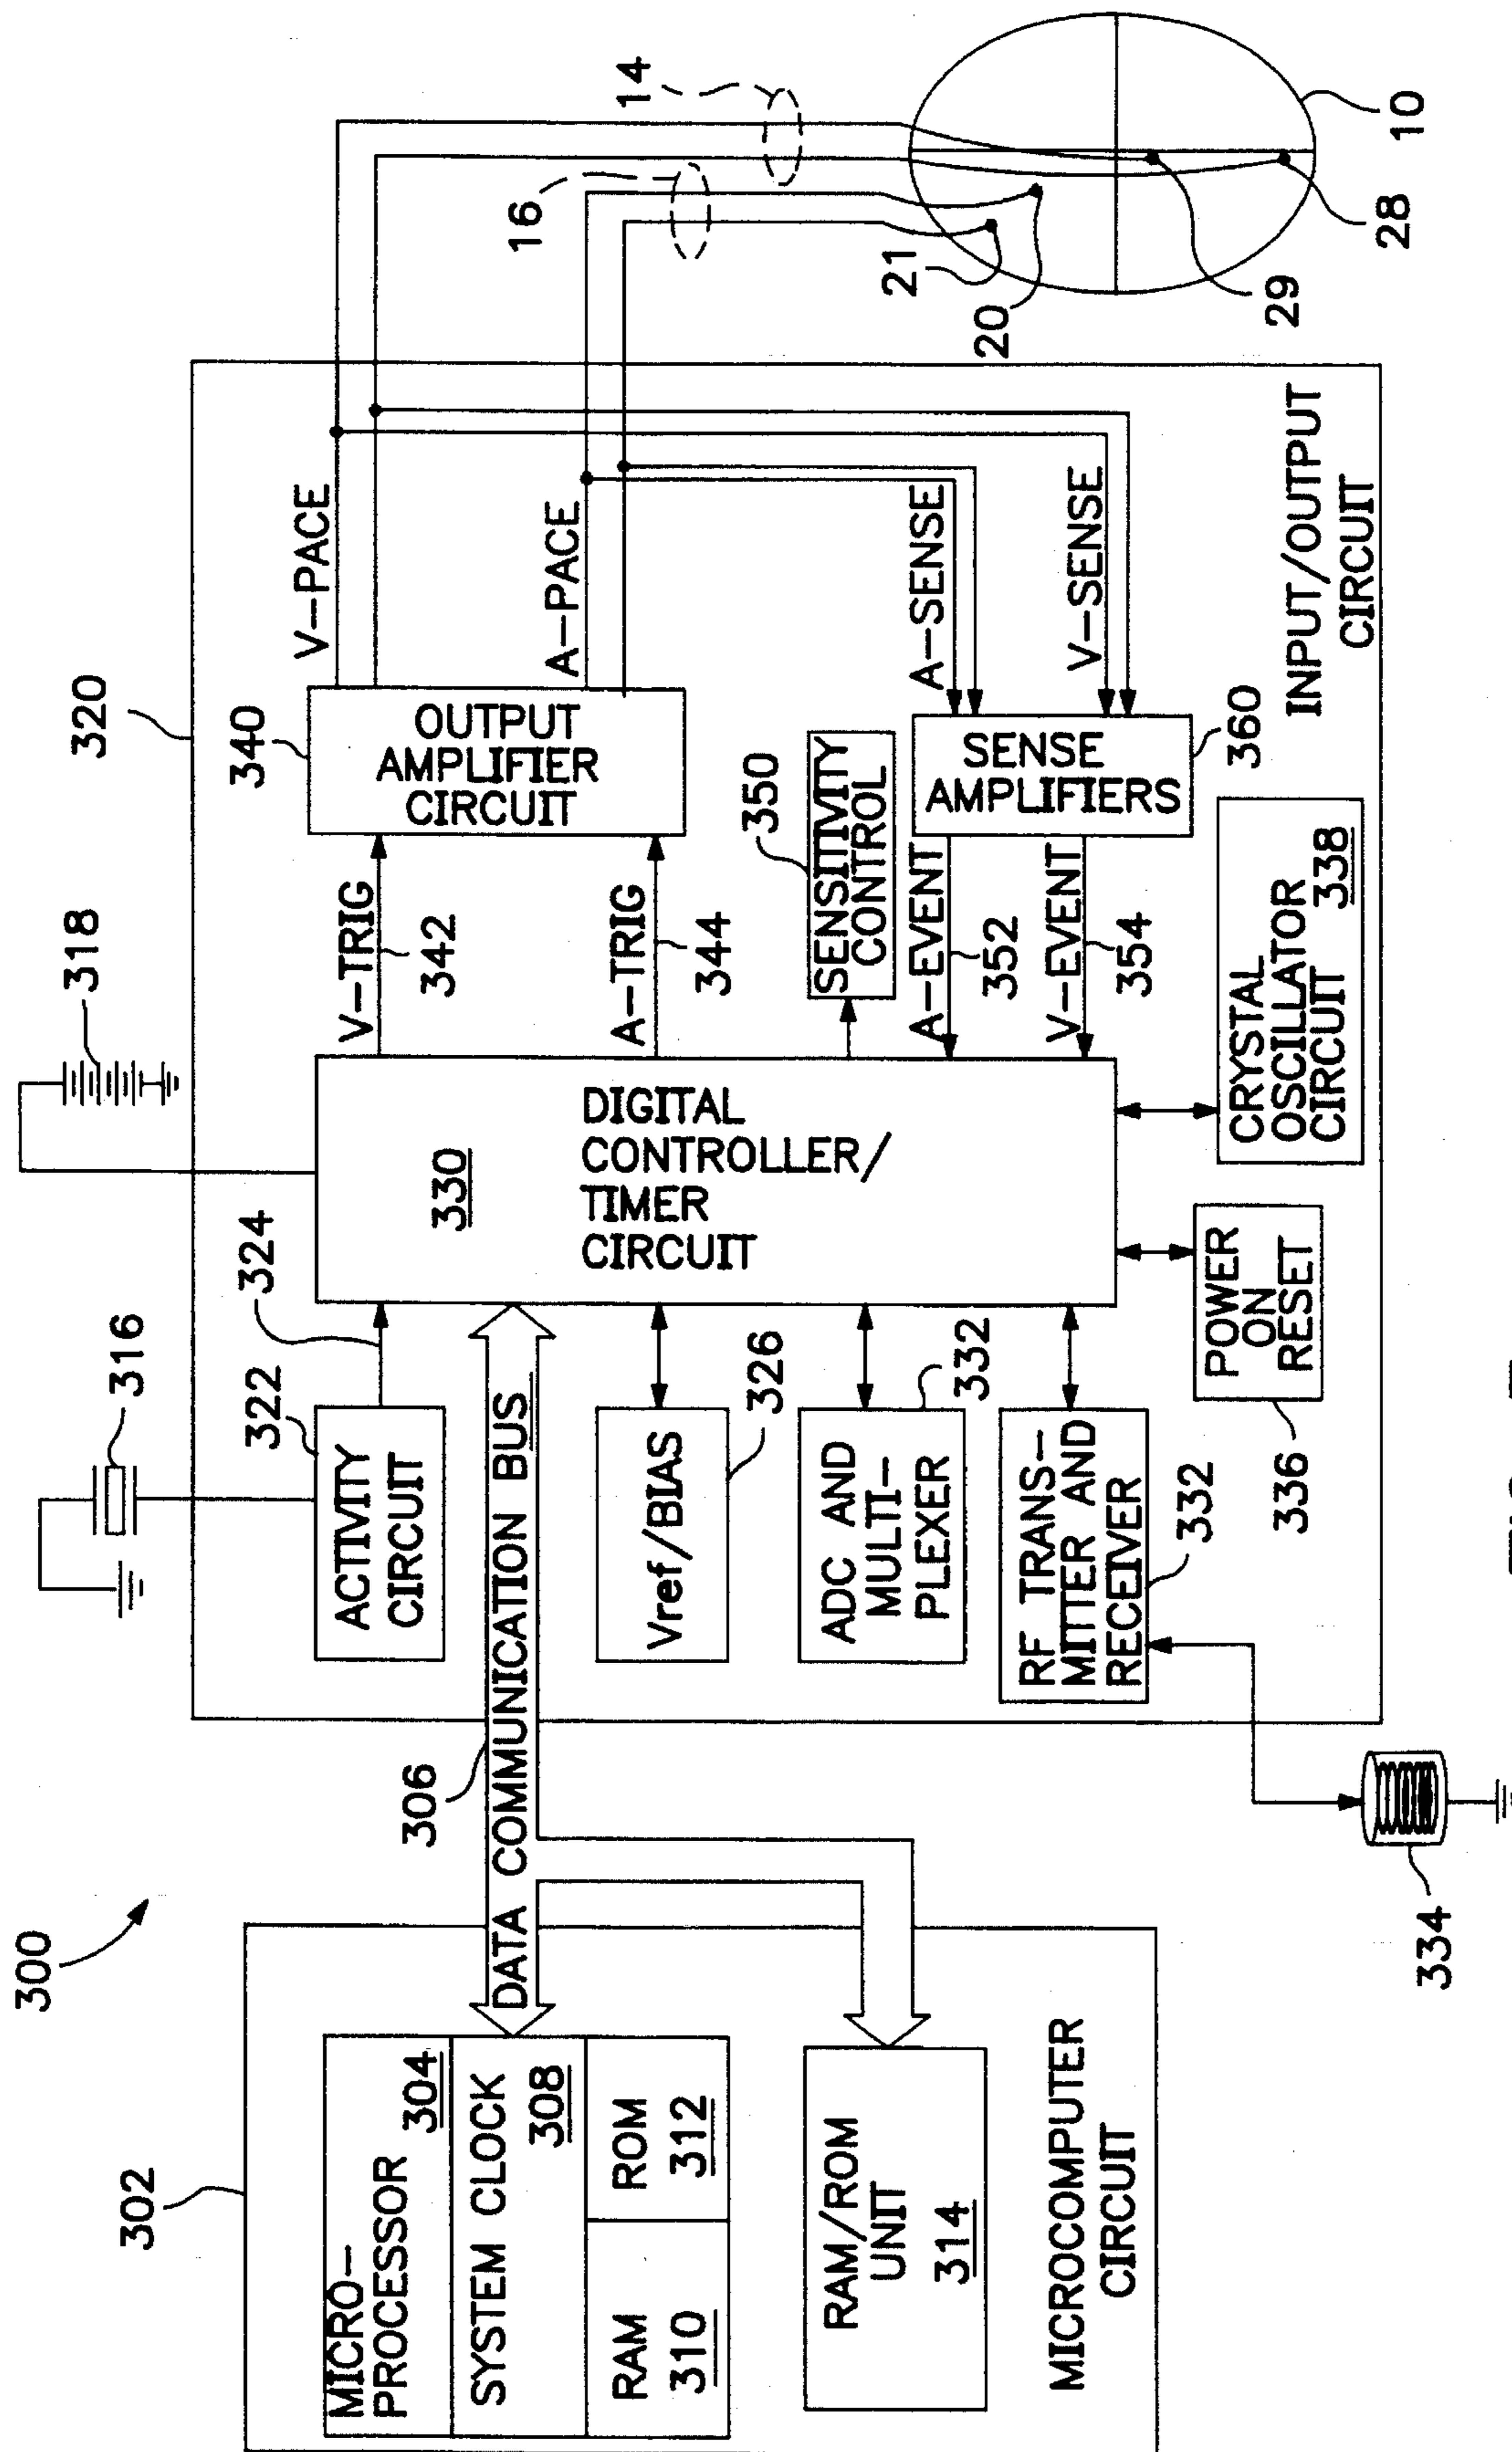 300
302
MICRO-
PROCESSOR
304
SYSTEM CLOCK
308
RAM
310
ROM
312
RAM/ROM
UNIT
314
MICROCOMPUTER
CIRCUIT
306
DATA COMMUNICATION BUS
316
318
320
322
ACTIVITY
CIRCUIT
324
Vref/BIAS
326
ADC AND
MULTI-
PLEXER
332
RF TRANS-
MITTER AND
RECEIVER
332
334
POWER
ON
RESET
336
330
DIGITAL
CONTROLLER/
TIMER
CIRCUIT
V-TRIG
342
A-TRIG
344
340
OUTPUT
AMPLIFIER
CIRCUIT
350
SENSITIVITY
CONTROL
A-EVENT
352
V-EVENT
354
SENSE
AMPLIFIERS
360
CRYSTAL
OSCILLATOR
CIRCUIT
338
V-PACE
A-PACE
A-SENSE
V-SENSE
INPUT/OUTPUT
CIRCUIT
16
14
21
20
29
28
10